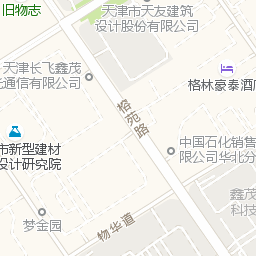 旧物志
天津市天友建筑
设计股份有限公司
天津长飞鑫茂
通信有限公司
格林豪泰酒店
榕苑路
市新型建材
设计研究院
中国石化销售
限公司华北分
鑫茂
科技
梦金园
物华道